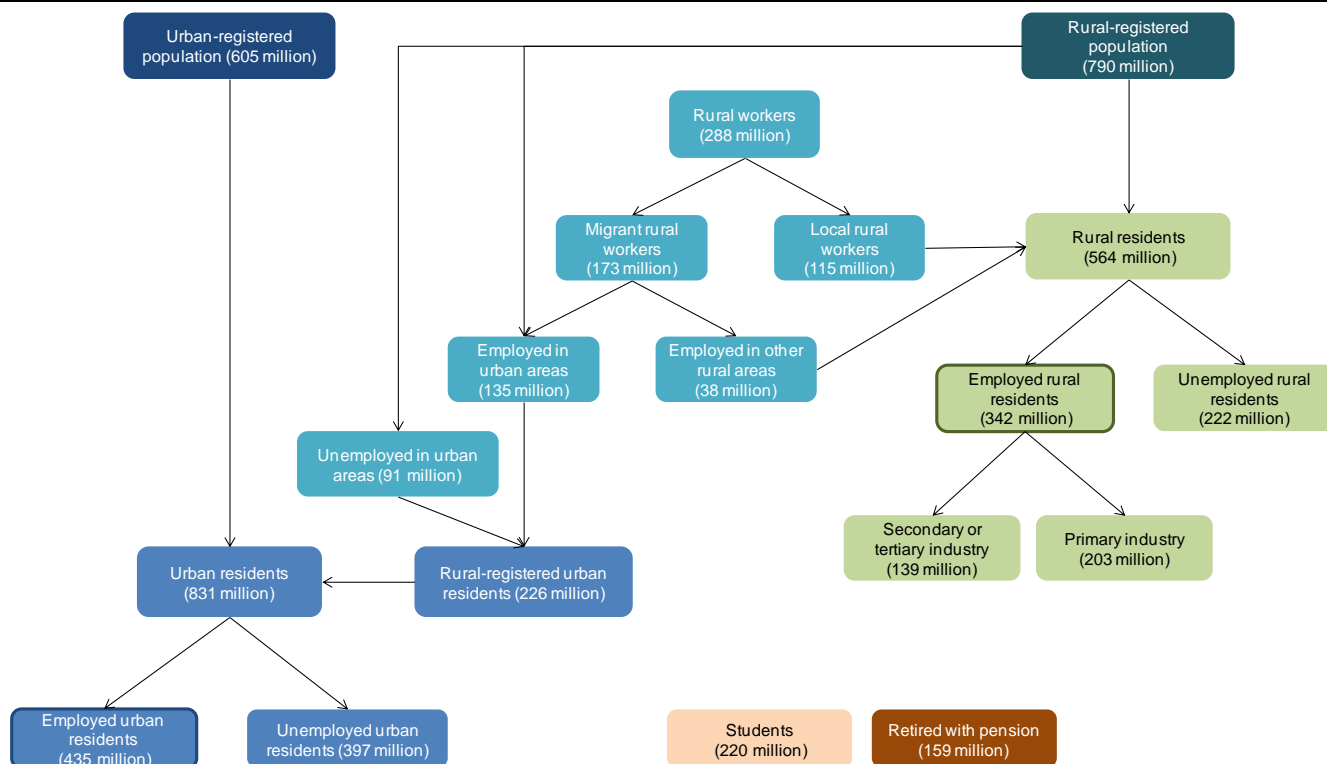 Urban-registered
population (605 million)
Rural-registered
population
(790 million)
Rural workers
(288 million)
Migrant rural
workers
(173 million)
Local rural
workers
(115 million)
Rural residents
(564 million)
Employed in
urban areas
(135 million)
Employed in other
rural areas
(38 million)
Employed rural
residents
(342 million)
Unemployed rural
residents
(222 million)
Unemployed in urban
areas (91 million)
Secondary or
tertiary industry
(139 million)
Primary industry
(203 million)
Urban residents
(831 million)
Rural-registered urban
residents (226 million)
Employed urban
residents
(435 million)
Unemployed urban
residents (397 million)
Students
(220 million)
Retired with pension
(159 million)